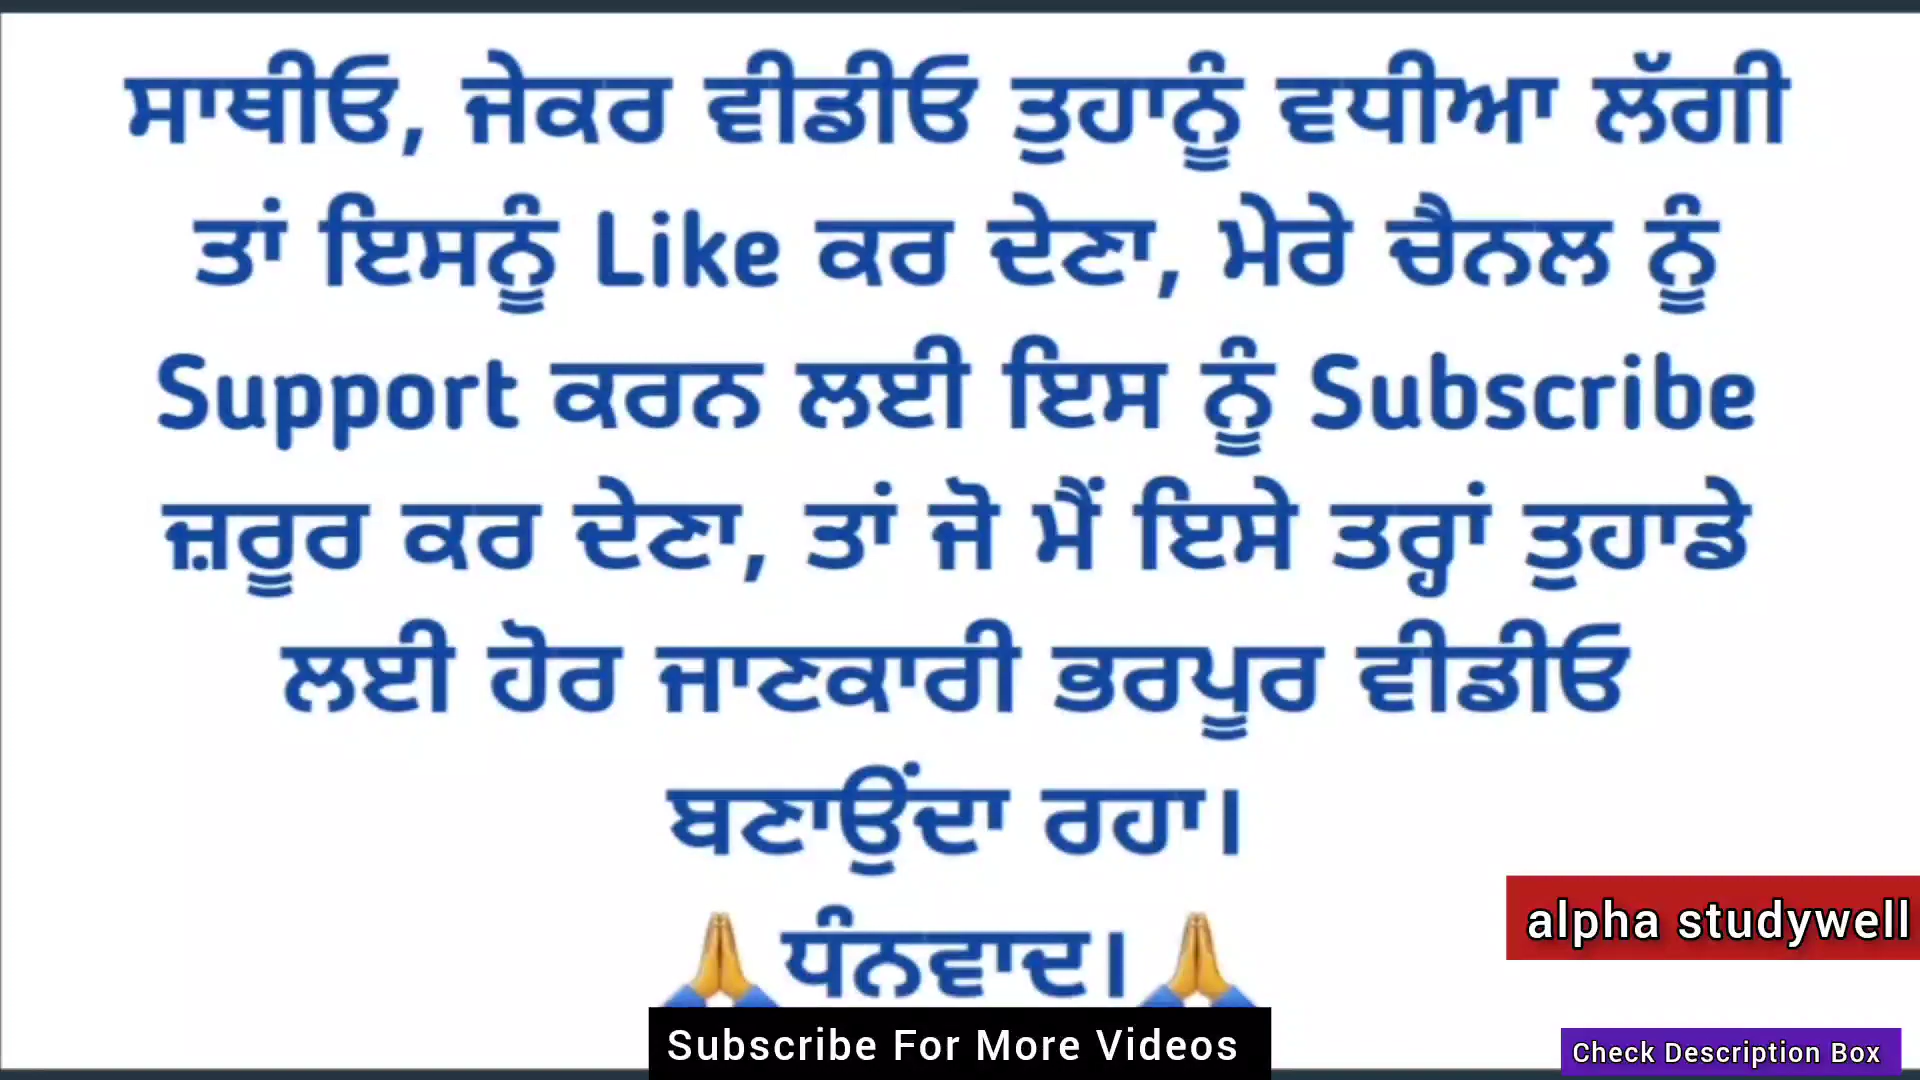 ਸਾਥੀਓ, ਜੇਕਰ ਵੀਡੀਓ ਤੁਹਾਨੂੰ ਵਧੀਆ ਲੱਗੀ
ਤਾਂ ਇਸਨੂੰ Like ਕਰ ਦੇਣਾ, ਮੇਰੇ ਚੈਨਲ ਨੂੰ
Support ਕਰਨ ਲਈ ਇਸ ਨੂੰ Subscribe
ਜ਼ਰੂਰ ਕਰ ਦੇਣਾ, ਤਾਂ ਜੋ ਮੈਂ ਇਸੇ ਤਰ੍ਹਾਂ ਤੁਹਾਡੇ
ਲਈ ਹੋਰ ਜਾਣਕਾਰੀ ਭਰਪੂਰ ਵੀਡੀਓ
ਬਣਾਉਂਦਾ ਰਹਾ।
🙏ਧੰਨਵਾਦ।🙏
alpha studywell
Subscribe For More Videos
Check Description Box